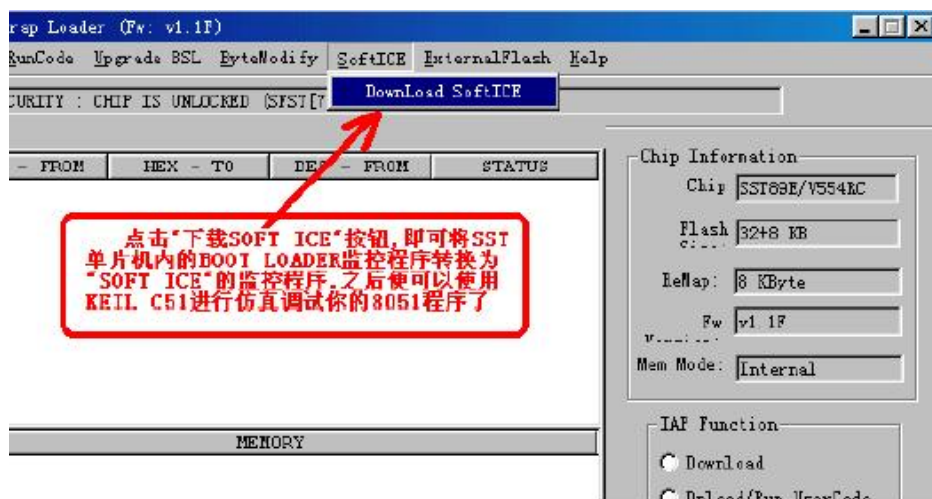 rap Loader (Fw: v1.1F)
RunCode Upgrade BSL ByteModify SoftICE ExternalFlash Help
DownLoad SoftICE
CURITY : CHIP IS UNLOCKED (SFST[7
- FROM HEX - TO DEC - FROM STATUS
Chip Information
Chip SST89E/V554RC
Flash 32+8 KB
ReMap: 8 KByte
Fw v1.1F
Mem Mode: Internal
点击"下载SOFT ICE"按钮,即可将SST
单片机内的BOOT LOADER监控程序转换为
"SOFT ICE"的监控程序.之后便可以使用
KEIL C51进行仿真调试你的8051程序了
MEMORY
IAP Function
Download